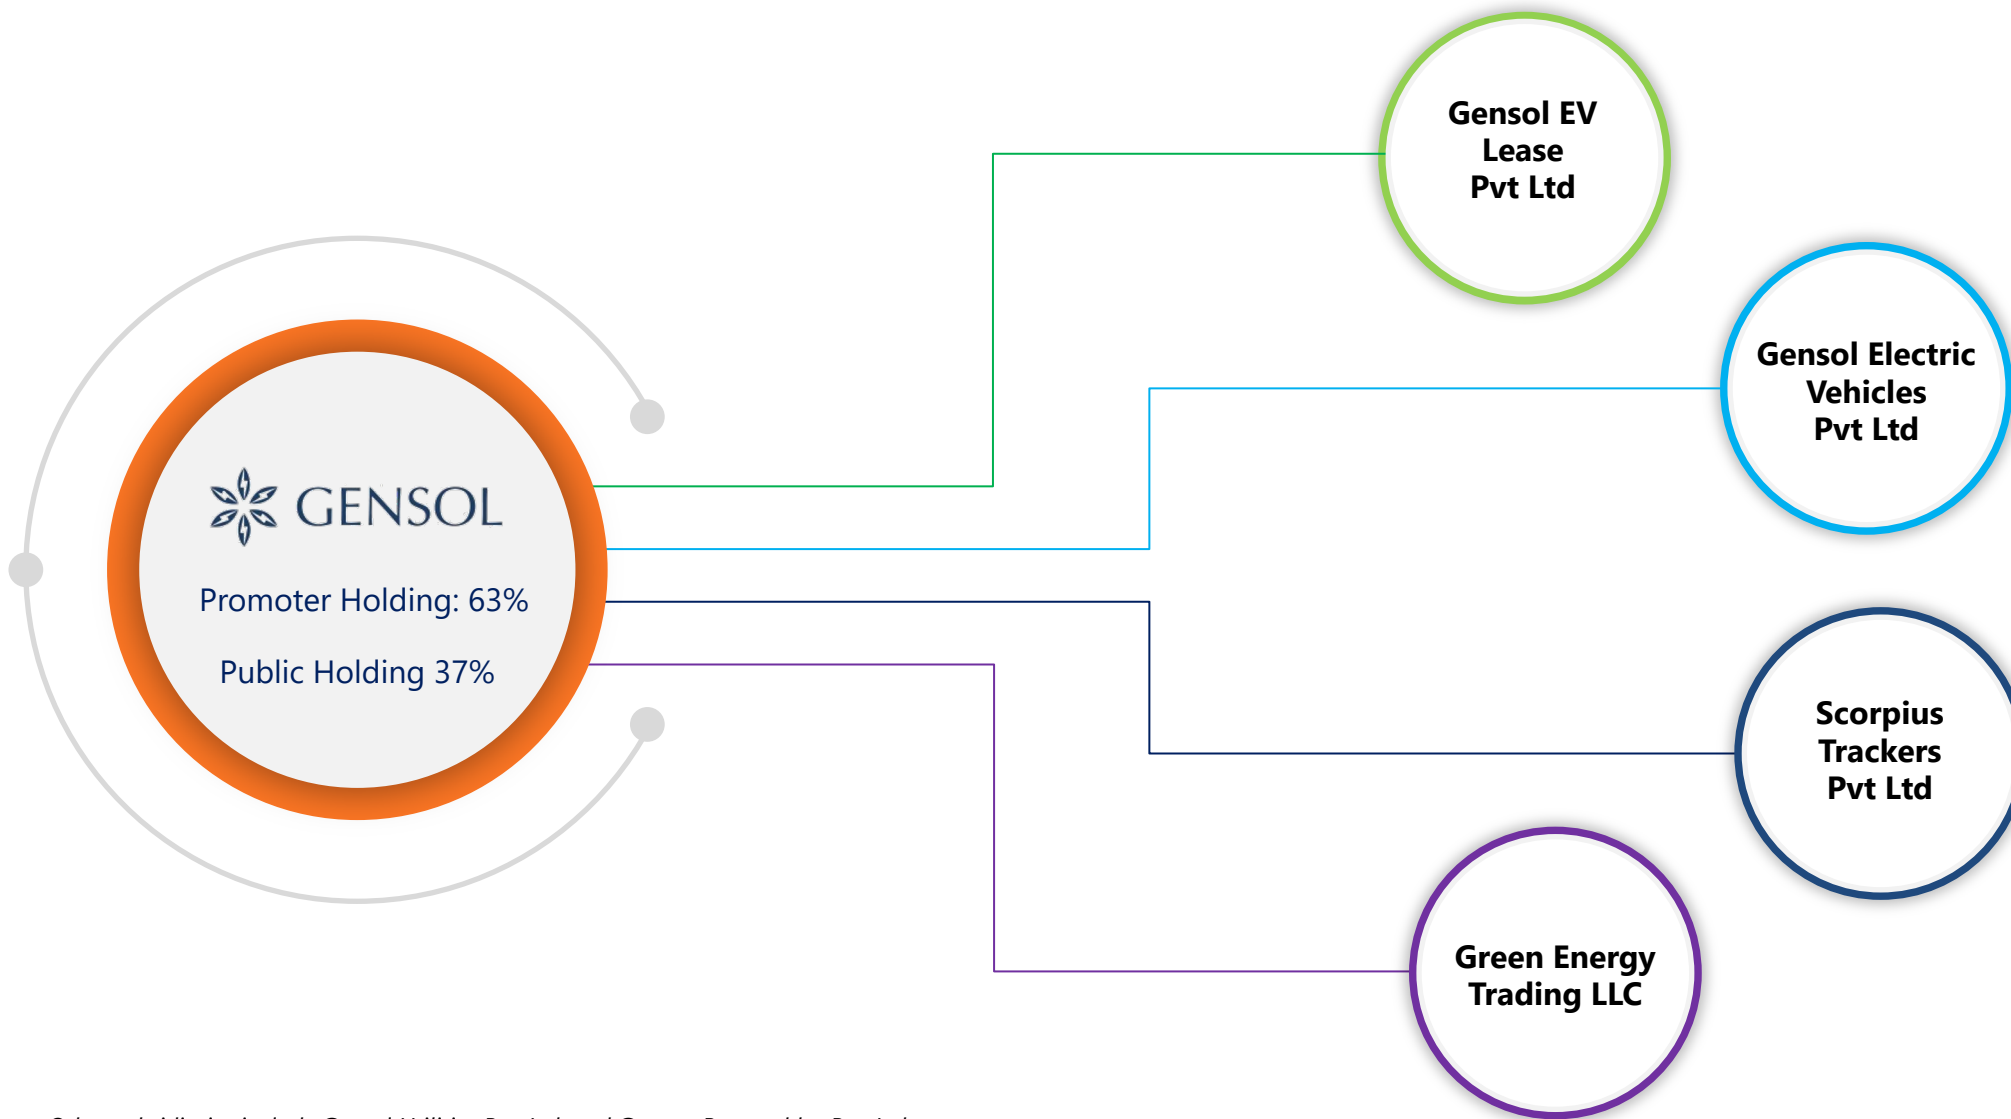 GENSOL
Promoter Holding: 63%
Public Holding 37%
Gensol EV
Lease
Pvt Ltd
Gensol Electric
Vehicles
Pvt Ltd
Scorpius
Trackers
Pvt Ltd
Green Energy
Trading LLC